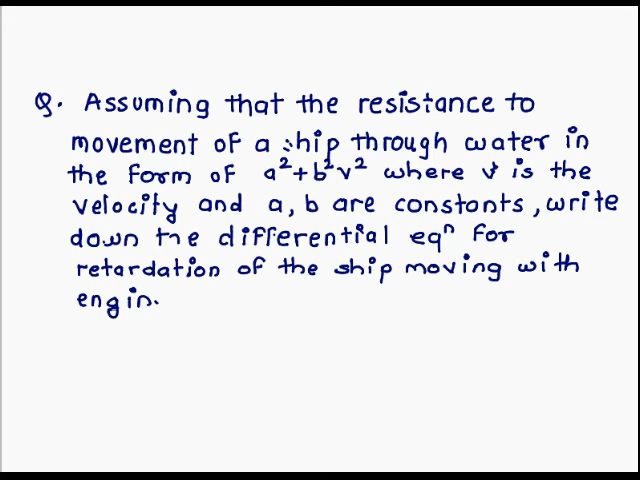 Q. Assuming that the resistance to
movement of a ship through water in
the form of a²+b²v² where v is the
velocity and a, b are constants, write
down the differential eqⁿ for
retardation of the ship moving with
engin.